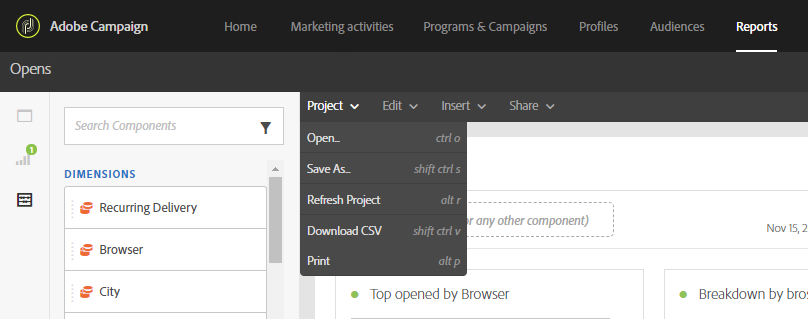 Adobe Campaign Home Marketing activities Programs & Campaigns Profiles Audiences Reports
Opens
Project Edit Insert Share
Search Components
1
Open... ctrl o
Save As... shift ctrl s
DIMENSIONS
Refresh Project alt r
Recurring Delivery
or any other component)
Download CSV shift ctrl v
Nov 15, 2
Browser
Print alt p
City
Top opened by Browser
Breakdown by bros